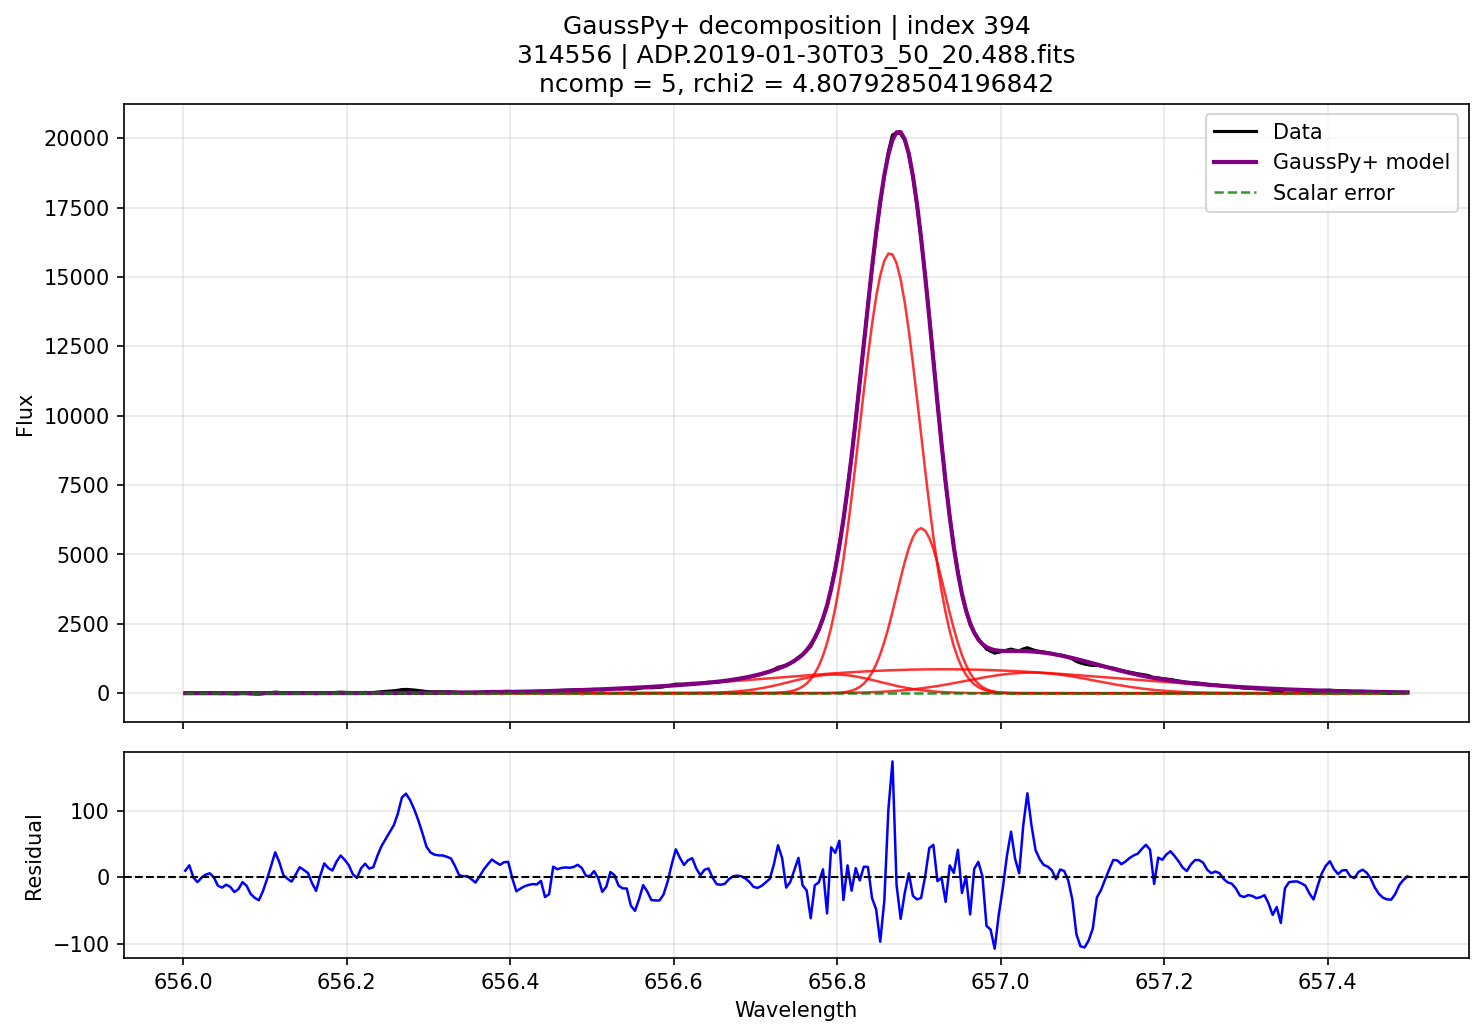 GaussPy+ decomposition | index 394
314556 | ADP.2019-01-30T03_50_20.488.fits
ncomp = 5, rchi2 = 4.807928504196842
Data
GaussPy+ model
Scalar error
Flux
20000
17500
15000
12500
10000
7500
5000
2500
0
Residual
100
0
−100
656.0 656.2 656.4 656.6 656.8 657.0 657.2 657.4
Wavelength